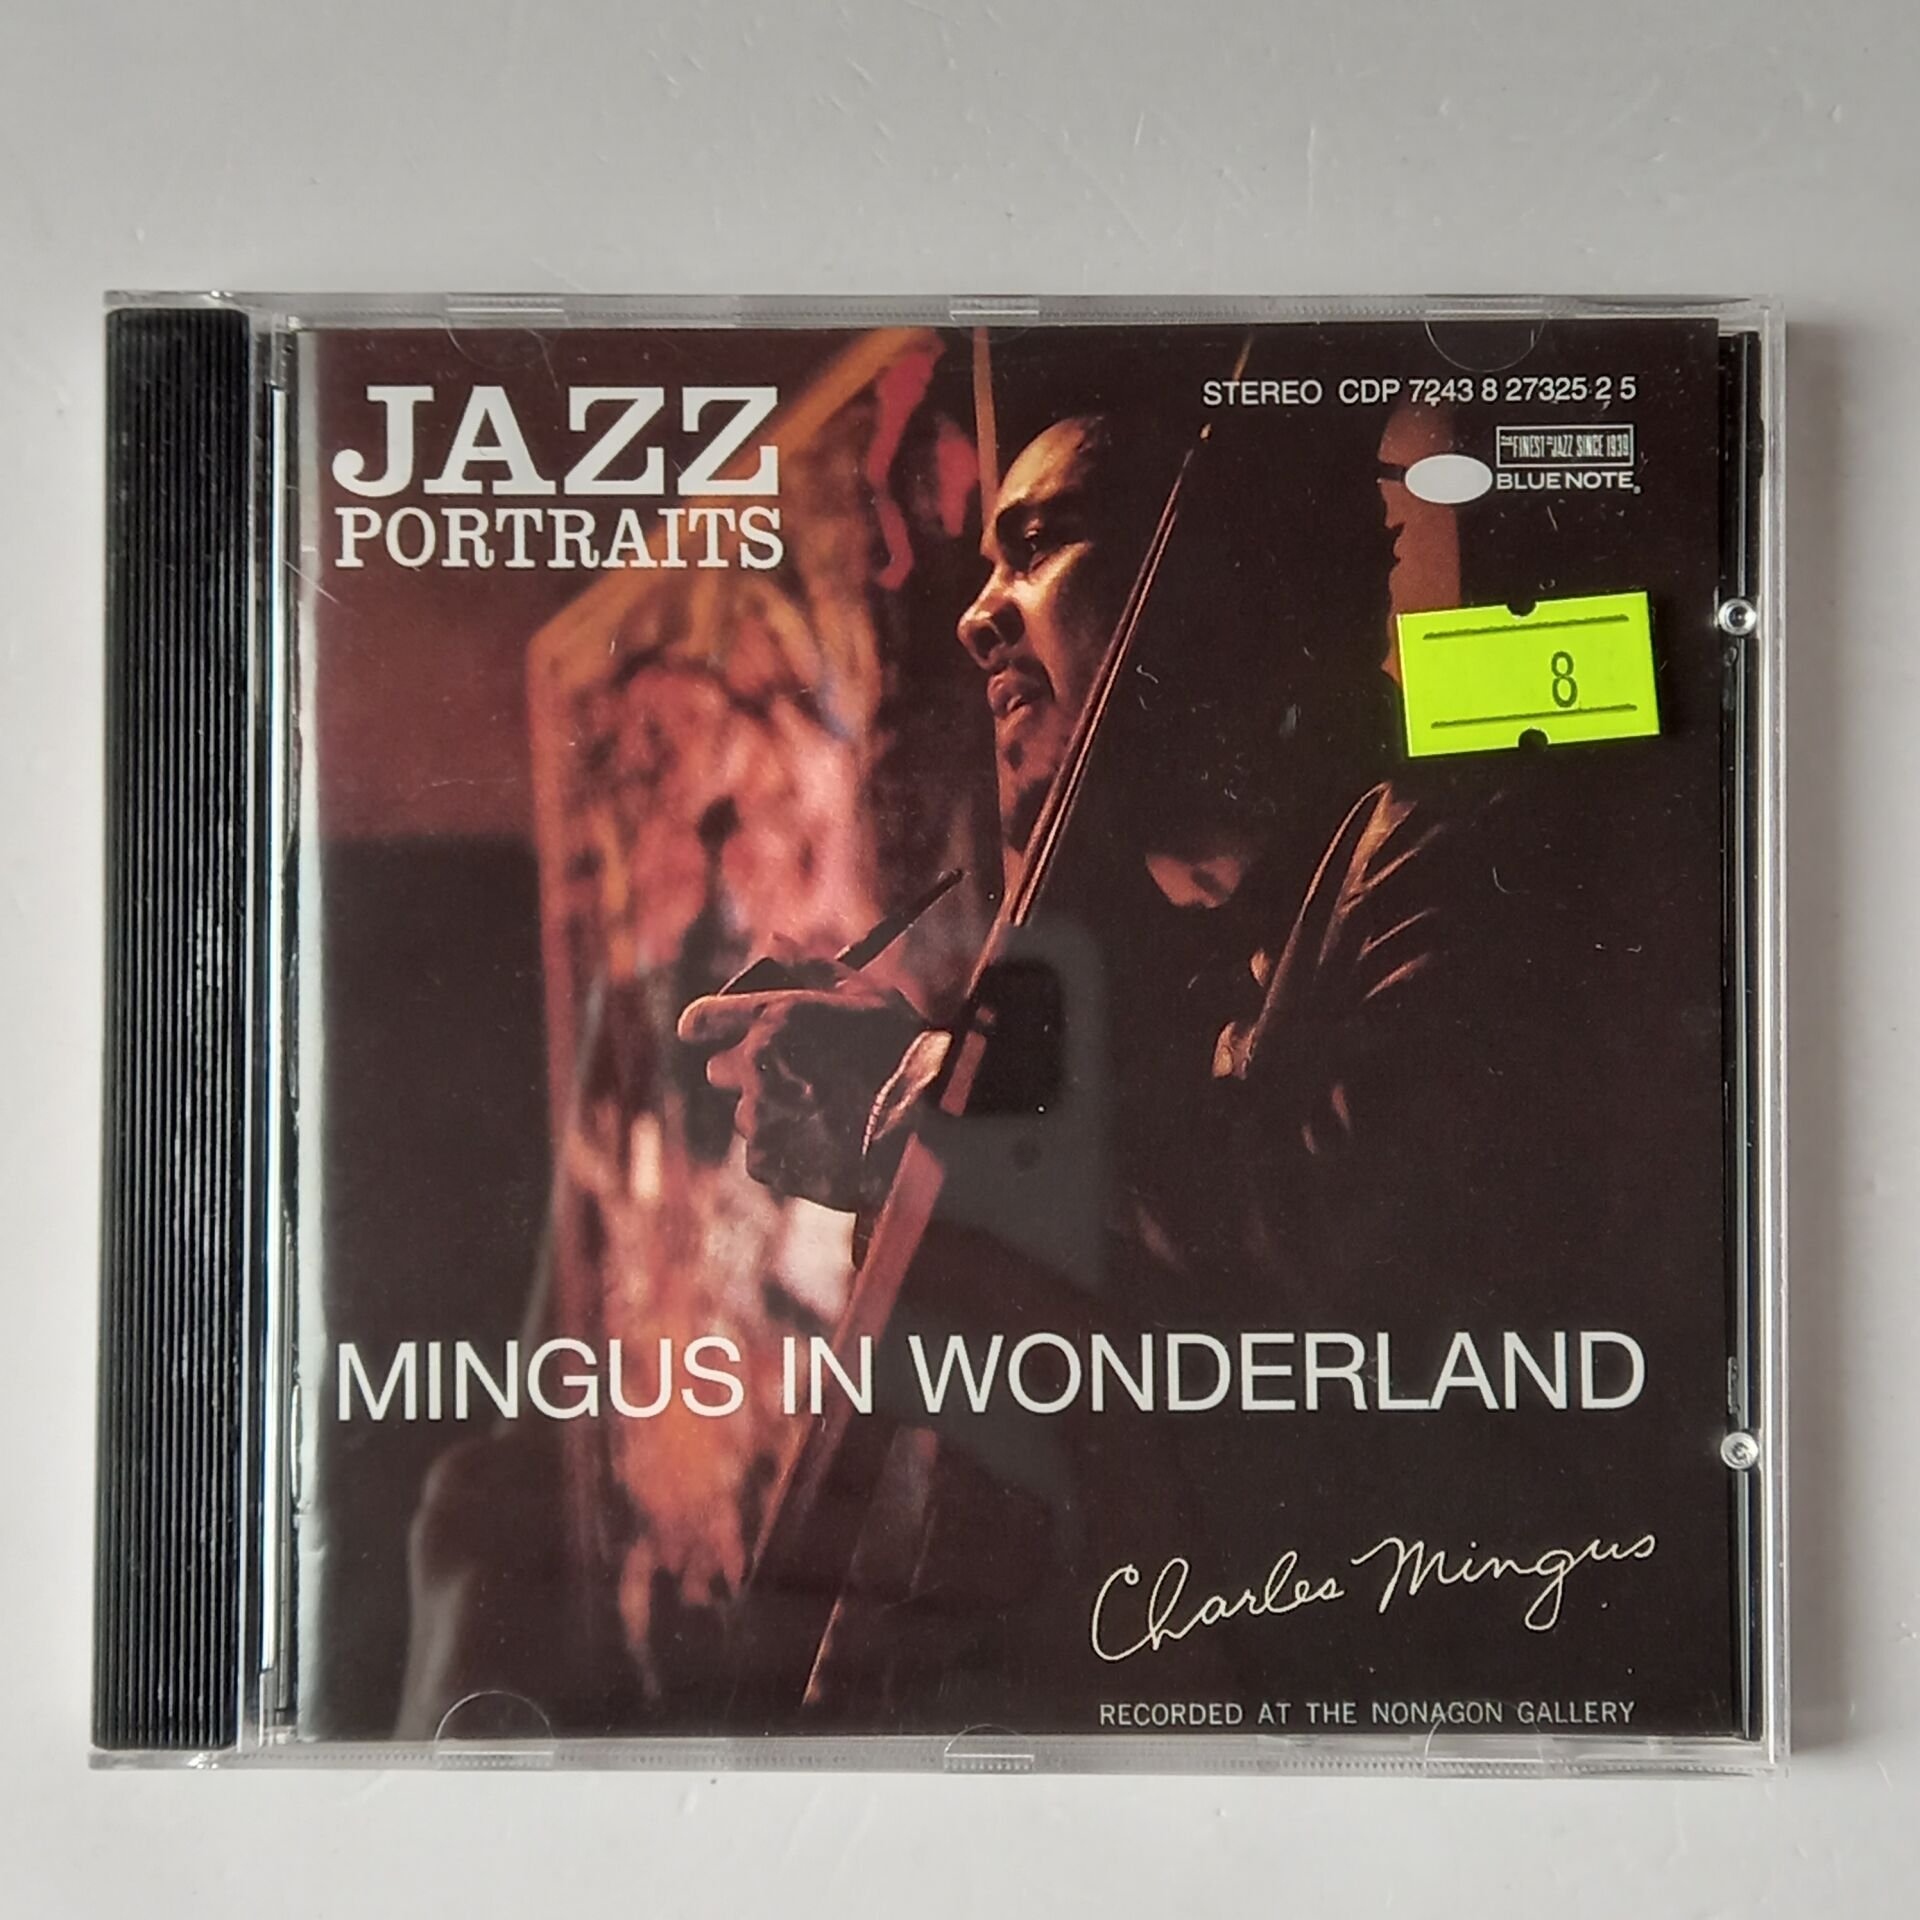 JAZZ
PORTRAITS
STEREO CDP 7243 8 27325 2 5
THE FINEST IN JAZZ SINCE 1939
BLUE NOTE
8
MINGUS IN WONDERLAND
Charles Mingus
RECORDED AT THE NONAGON GALLERY